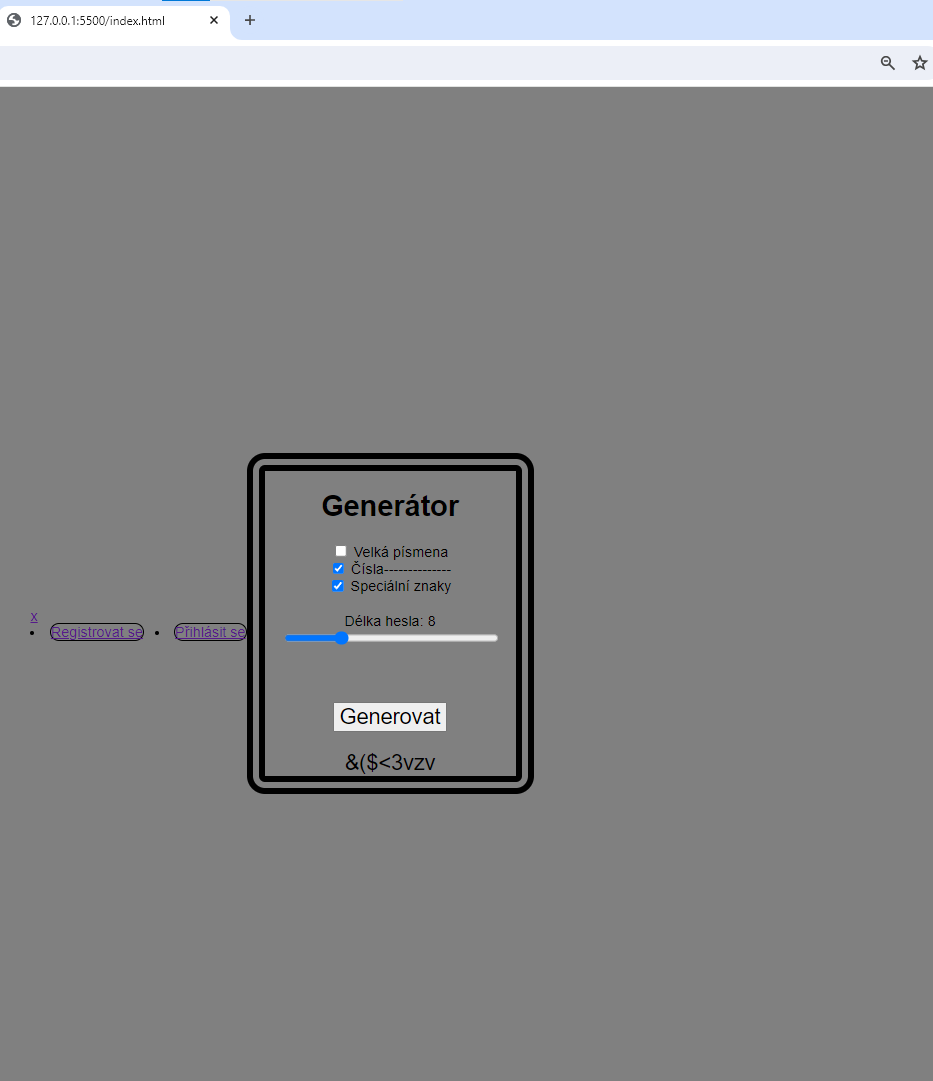 127.0.0.1:5500/index.html
Generátor
Velká písmena
Čísla--------------
Speciální znaky
x
Registrovat se
Přihlásit se
Délka hesla: 8
Generovat
&($<3vzv